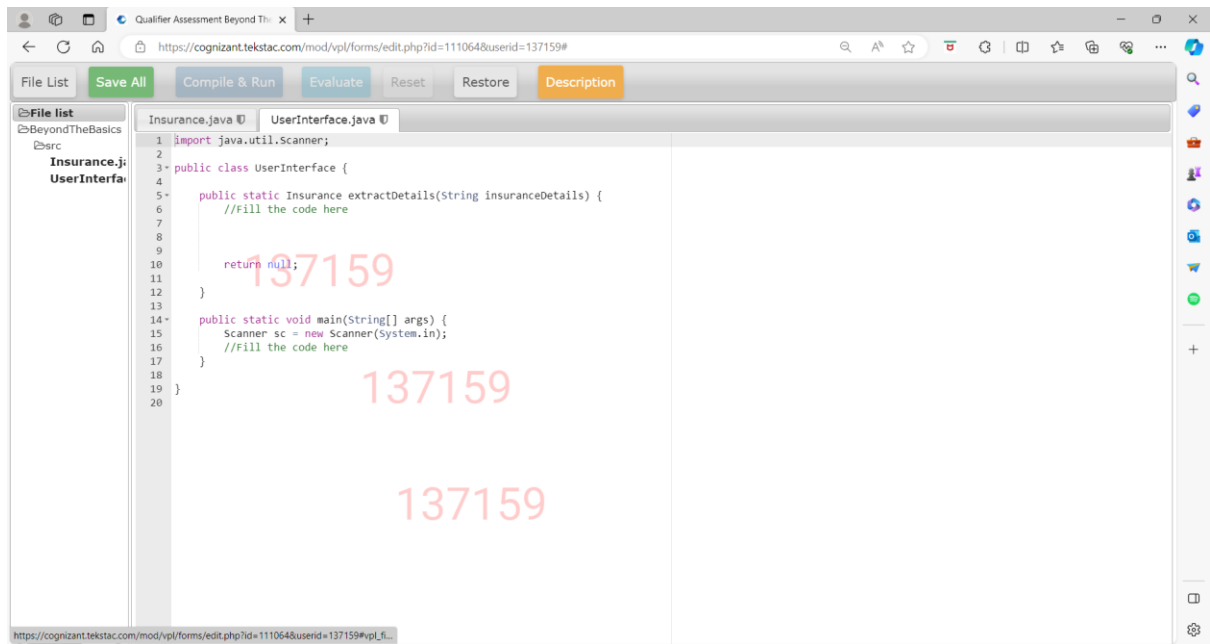 Qualifier Assessment Beyond The
https://cognizant.tekstac.com/mod/vpl/forms/edit.php?id=111064&userid=137159#
File List
Save All
Compile & Run
Evaluate
Reset
Restore
Description
File list
BeyondTheBasics
src
Insurance.ja
UserInterfa
Insurance.java
UserInterface.java
1 import java.util.Scanner;
2
3 public class UserInterface {
4
5 public static Insurance extractDetails(String insuranceDetails) {
6 //Fill the code here
7
8
9
10 return null;
11
12 }
13
14 public static void main(String[] args) {
15 Scanner sc = new Scanner(System.in);
16 //Fill the code here
17 }
18
19 }
20
137159
137159
137159
https://cognizant.tekstac.com/mod/vpl/forms/edit.php?id=111064&userid=137159#vpl_fi...